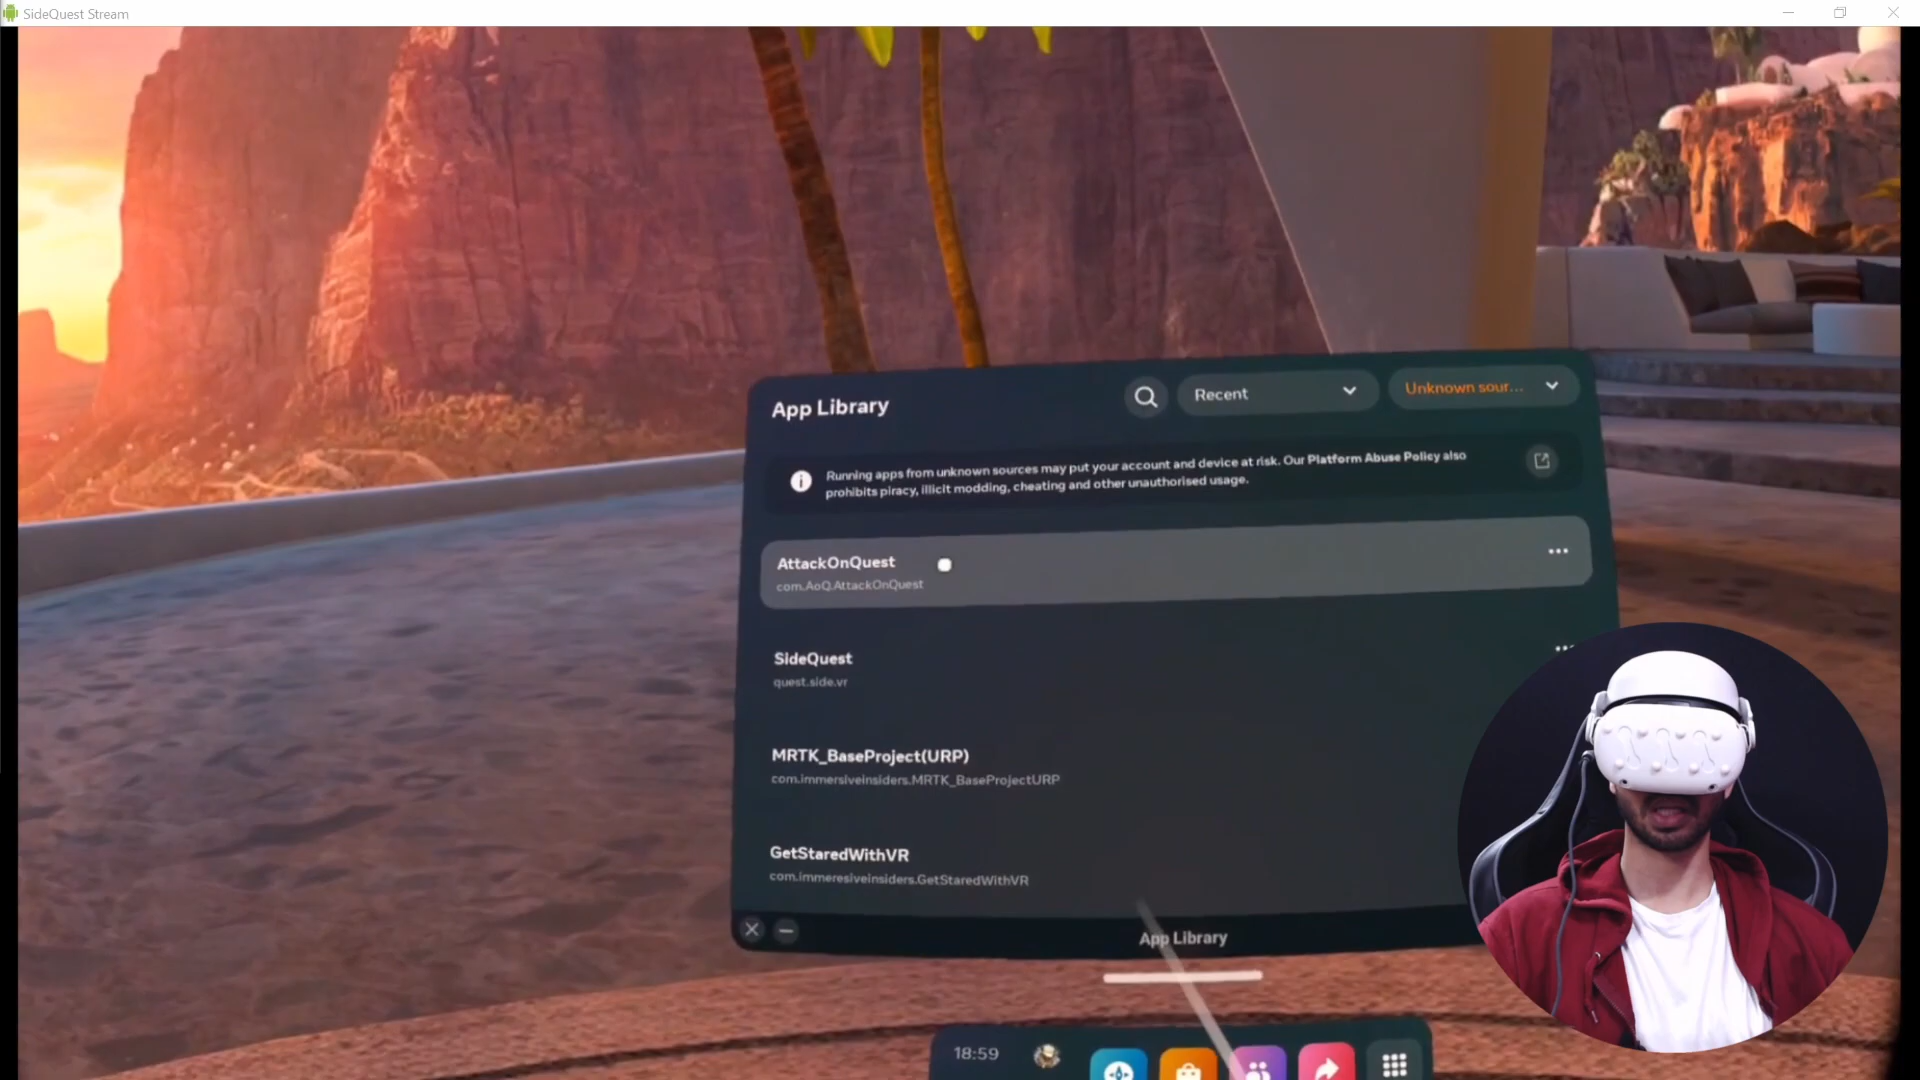 SideQuest Stream
App Library
Recent
Unknown sour...
Running apps from unknown sources may put your account and device at risk. Our Platform Abuse Policy also
prohibits piracy, illicit modding, cheating and other unauthorised usage.
AttackOnQuest
com.AoQ.AttackOnQuest
SideQuest
quest.side.vr
MRTK_BaseProject(URP)
com.immersiveinsiders.MRTK_BaseProjectURP
GetStaredWithVR
com.immeresiveinsiders.GetStaredWithVR
App Library
18:59